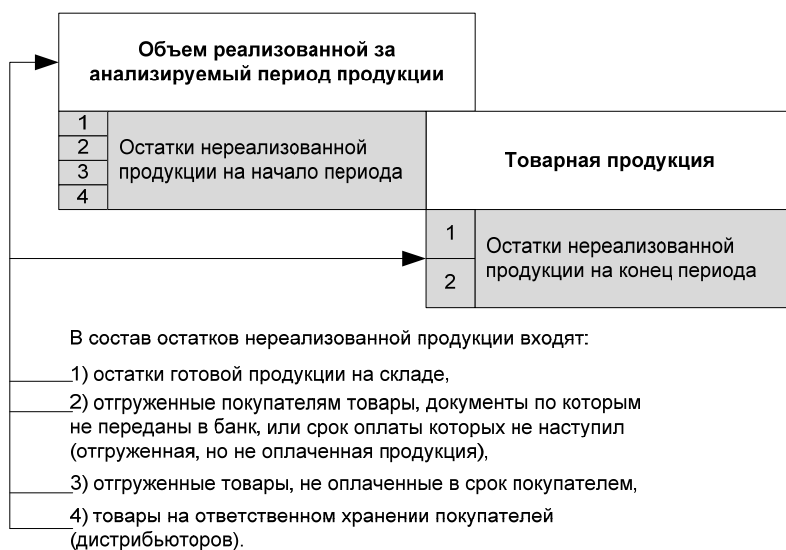 Объем реализованной за
анализируемый период продукции
1
2
3
4
Остатки нереализованной
продукции на начало периода
Товарная продукция
1
2
Остатки нереализованной
продукции на конец периода
В состав остатков нереализованной продукции входят:
1) остатки готовой продукции на складе,
2) отгруженные покупателям товары, документы по которым
не переданы в банк, или срок оплаты которых не наступил
(отгруженная, но не оплаченная продукция),
3) отгруженные товары, не оплаченные в срок покупателем,
4) товары на ответственном хранении покупателей
(дистрибьюторов).